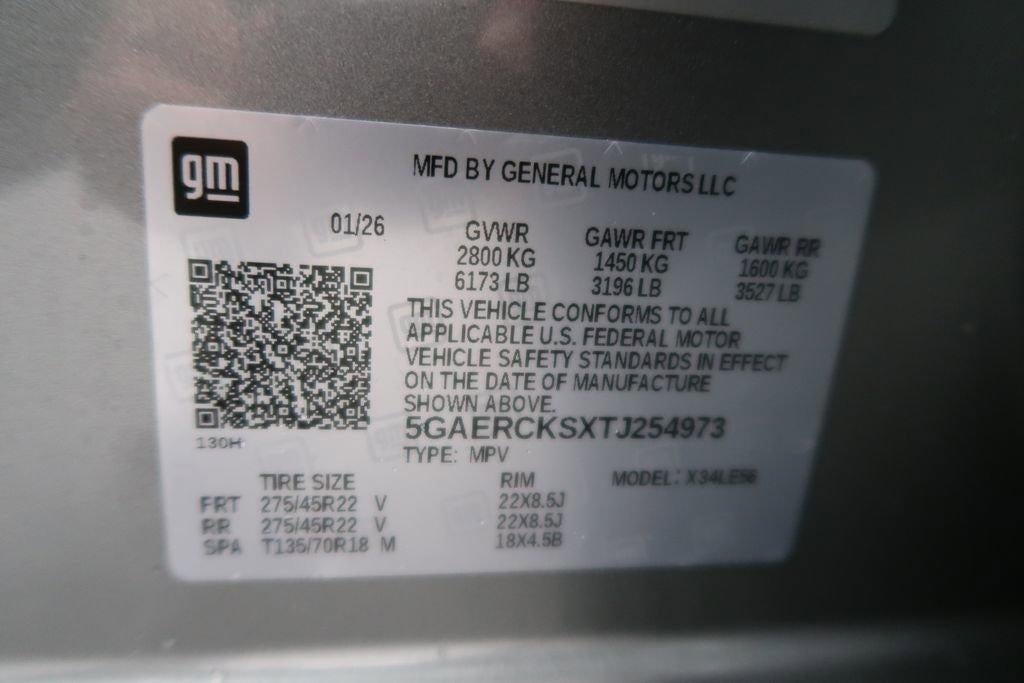 gm
MFD BY GENERAL MOTORS LLC
01/26
GVWR GAWR FRT GAWR RR
2800 KG 1450 KG 1600 KG
6173 LB 3196 LB 3527 LB
THIS VEHICLE CONFORMS TO ALL
APPLICABLE U.S. FEDERAL MOTOR
VEHICLE SAFETY STANDARDS IN EFFECT
ON THE DATE OF MANUFACTURE
SHOWN ABOVE.
5GAERCKSXTJ254973
130H
TYPE: MPV
TIRE SIZE RIM MODEL: X34LE56
FRT 275/45R22 V 22X8.5J
RR 275/45R22 V 22X8.5J
SPA T135/70R18 M 18X4.5B